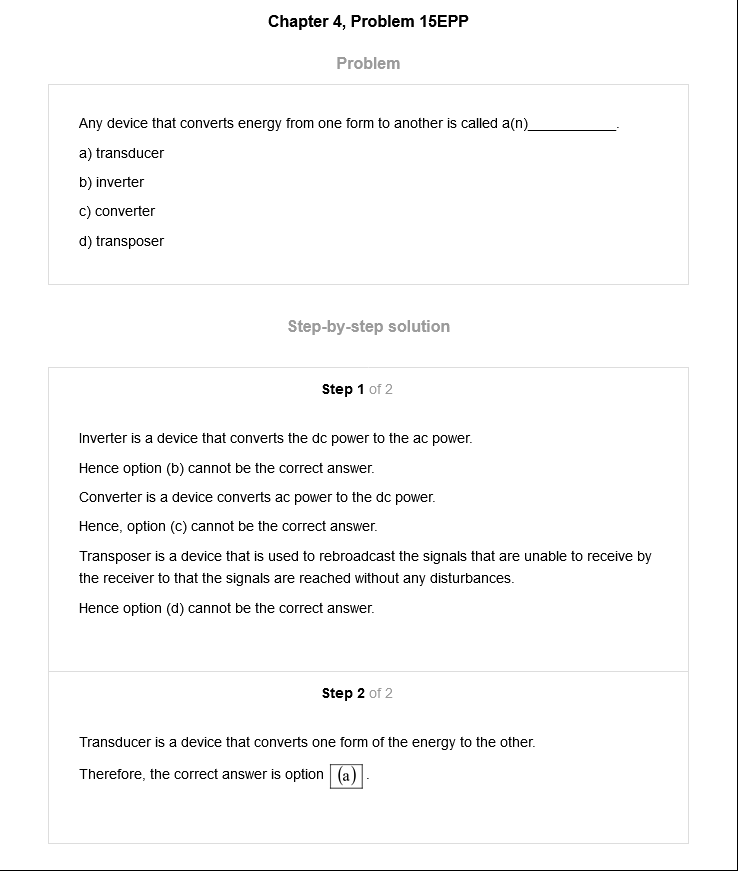 Chapter 4, Problem 15EPP
Problem
Any device that converts energy from one form to another is called a(n)___________.
a) transducer
b) inverter
c) converter
d) transposer
Step-by-step solution
Step 1 of 2
Inverter is a device that converts the dc power to the ac power.
Hence option (b) cannot be the correct answer.
Converter is a device converts ac power to the dc power.
Hence, option (c) cannot be the correct answer.
Transposer is a device that is used to rebroadcast the signals that are unable to receive by
the receiver to that the signals are reached without any disturbances.
Hence option (d) cannot be the correct answer.
Step 2 of 2
Transducer is a device that converts one form of the energy to the other.
Therefore, the correct answer is option (a).